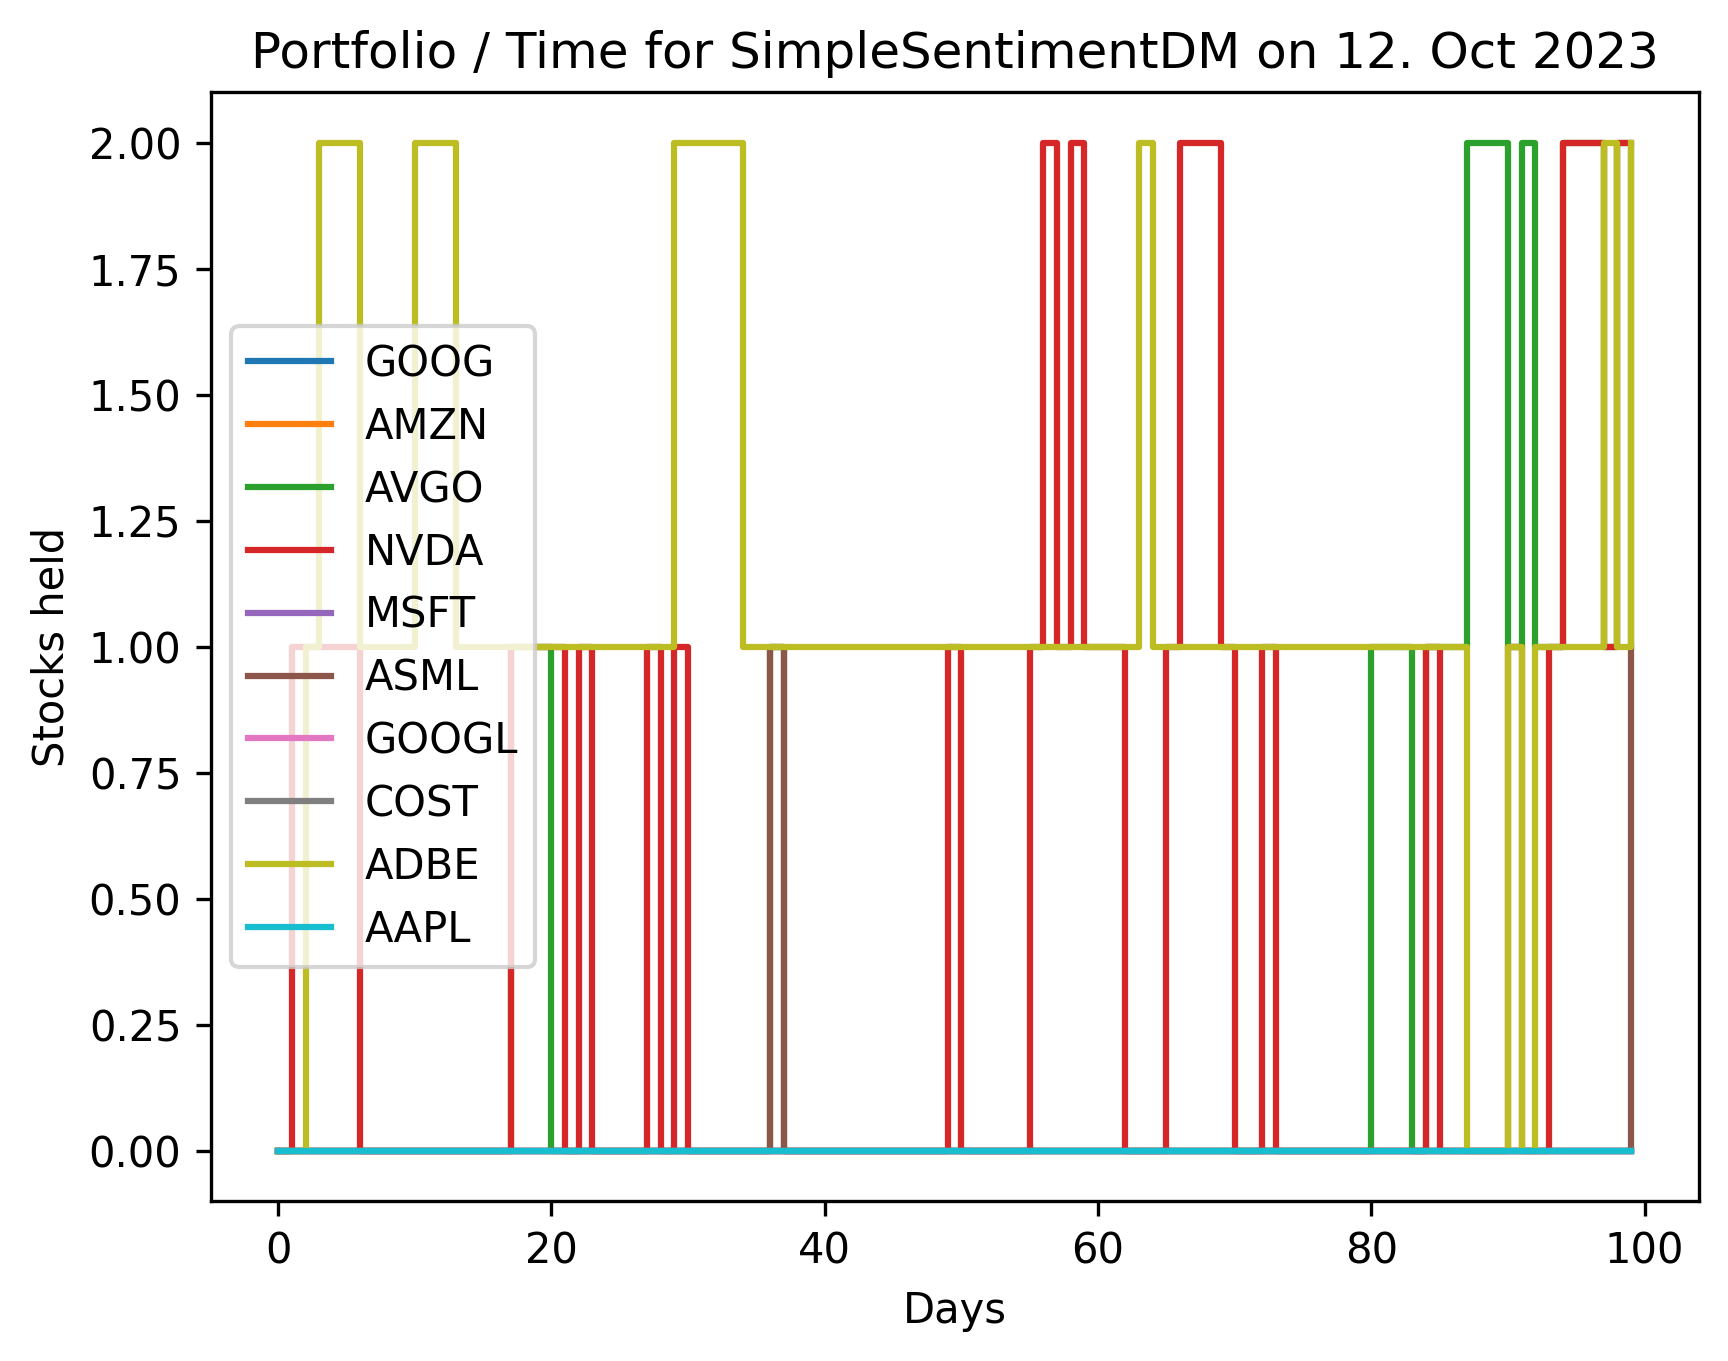 Portfolio / Time for SimpleSentimentDM on 12. Oct 2023
2.00
1.75
1.50
1.25
1.00
0.75
0.50
0.25
0.00
Stocks held
GOOG
AMZN
AVGO
NVDA
MSFT
ASML
GOOGL
COST
ADBE
AAPL
0 20 40 60 80 100
Days